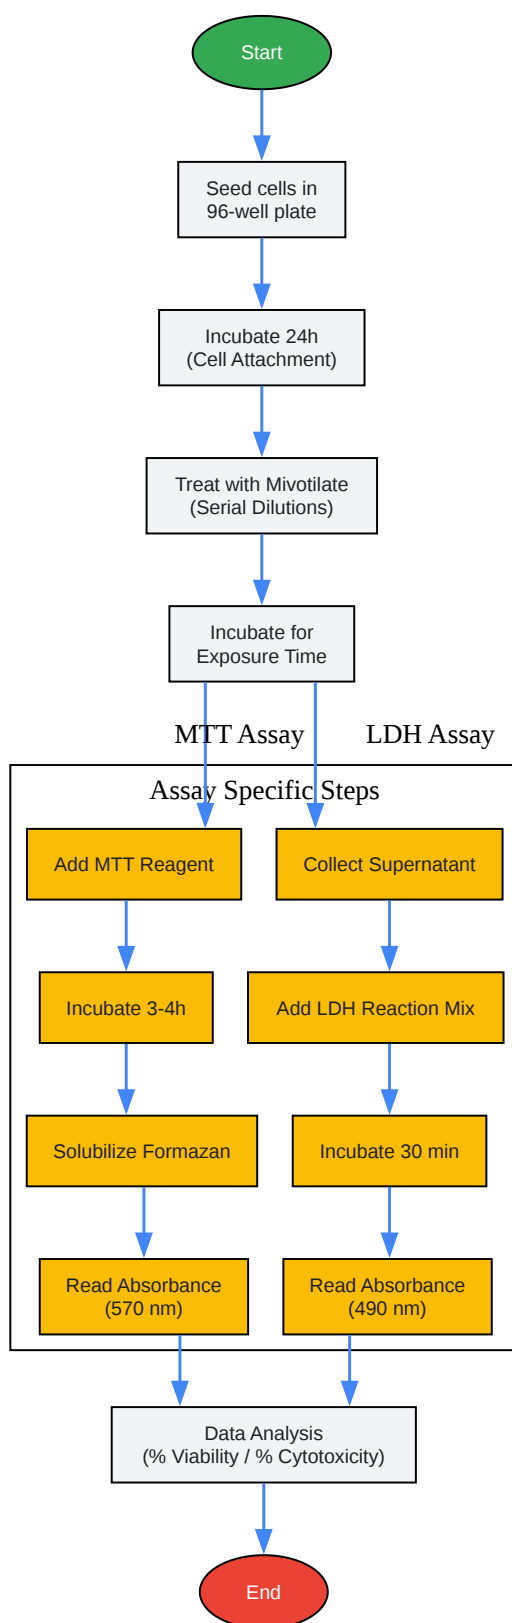 Start
Seed cells in
96-well plate
Incubate 24h
(Cell Attachment)
Treat with Mivotilate
(Serial Dilutions)
Incubate for
Exposure Time
MTT Assay
LDH Assay
Assay Specific Steps
Add MTT Reagent
Collect Supernatant
Incubate 3-4h
Add LDH Reaction Mix
Solubilize Formazan
Incubate 30 min
Read Absorbance
(570 nm)
Read Absorbance
(490 nm)
Data Analysis
(% Viability / % Cytotoxicity)
End